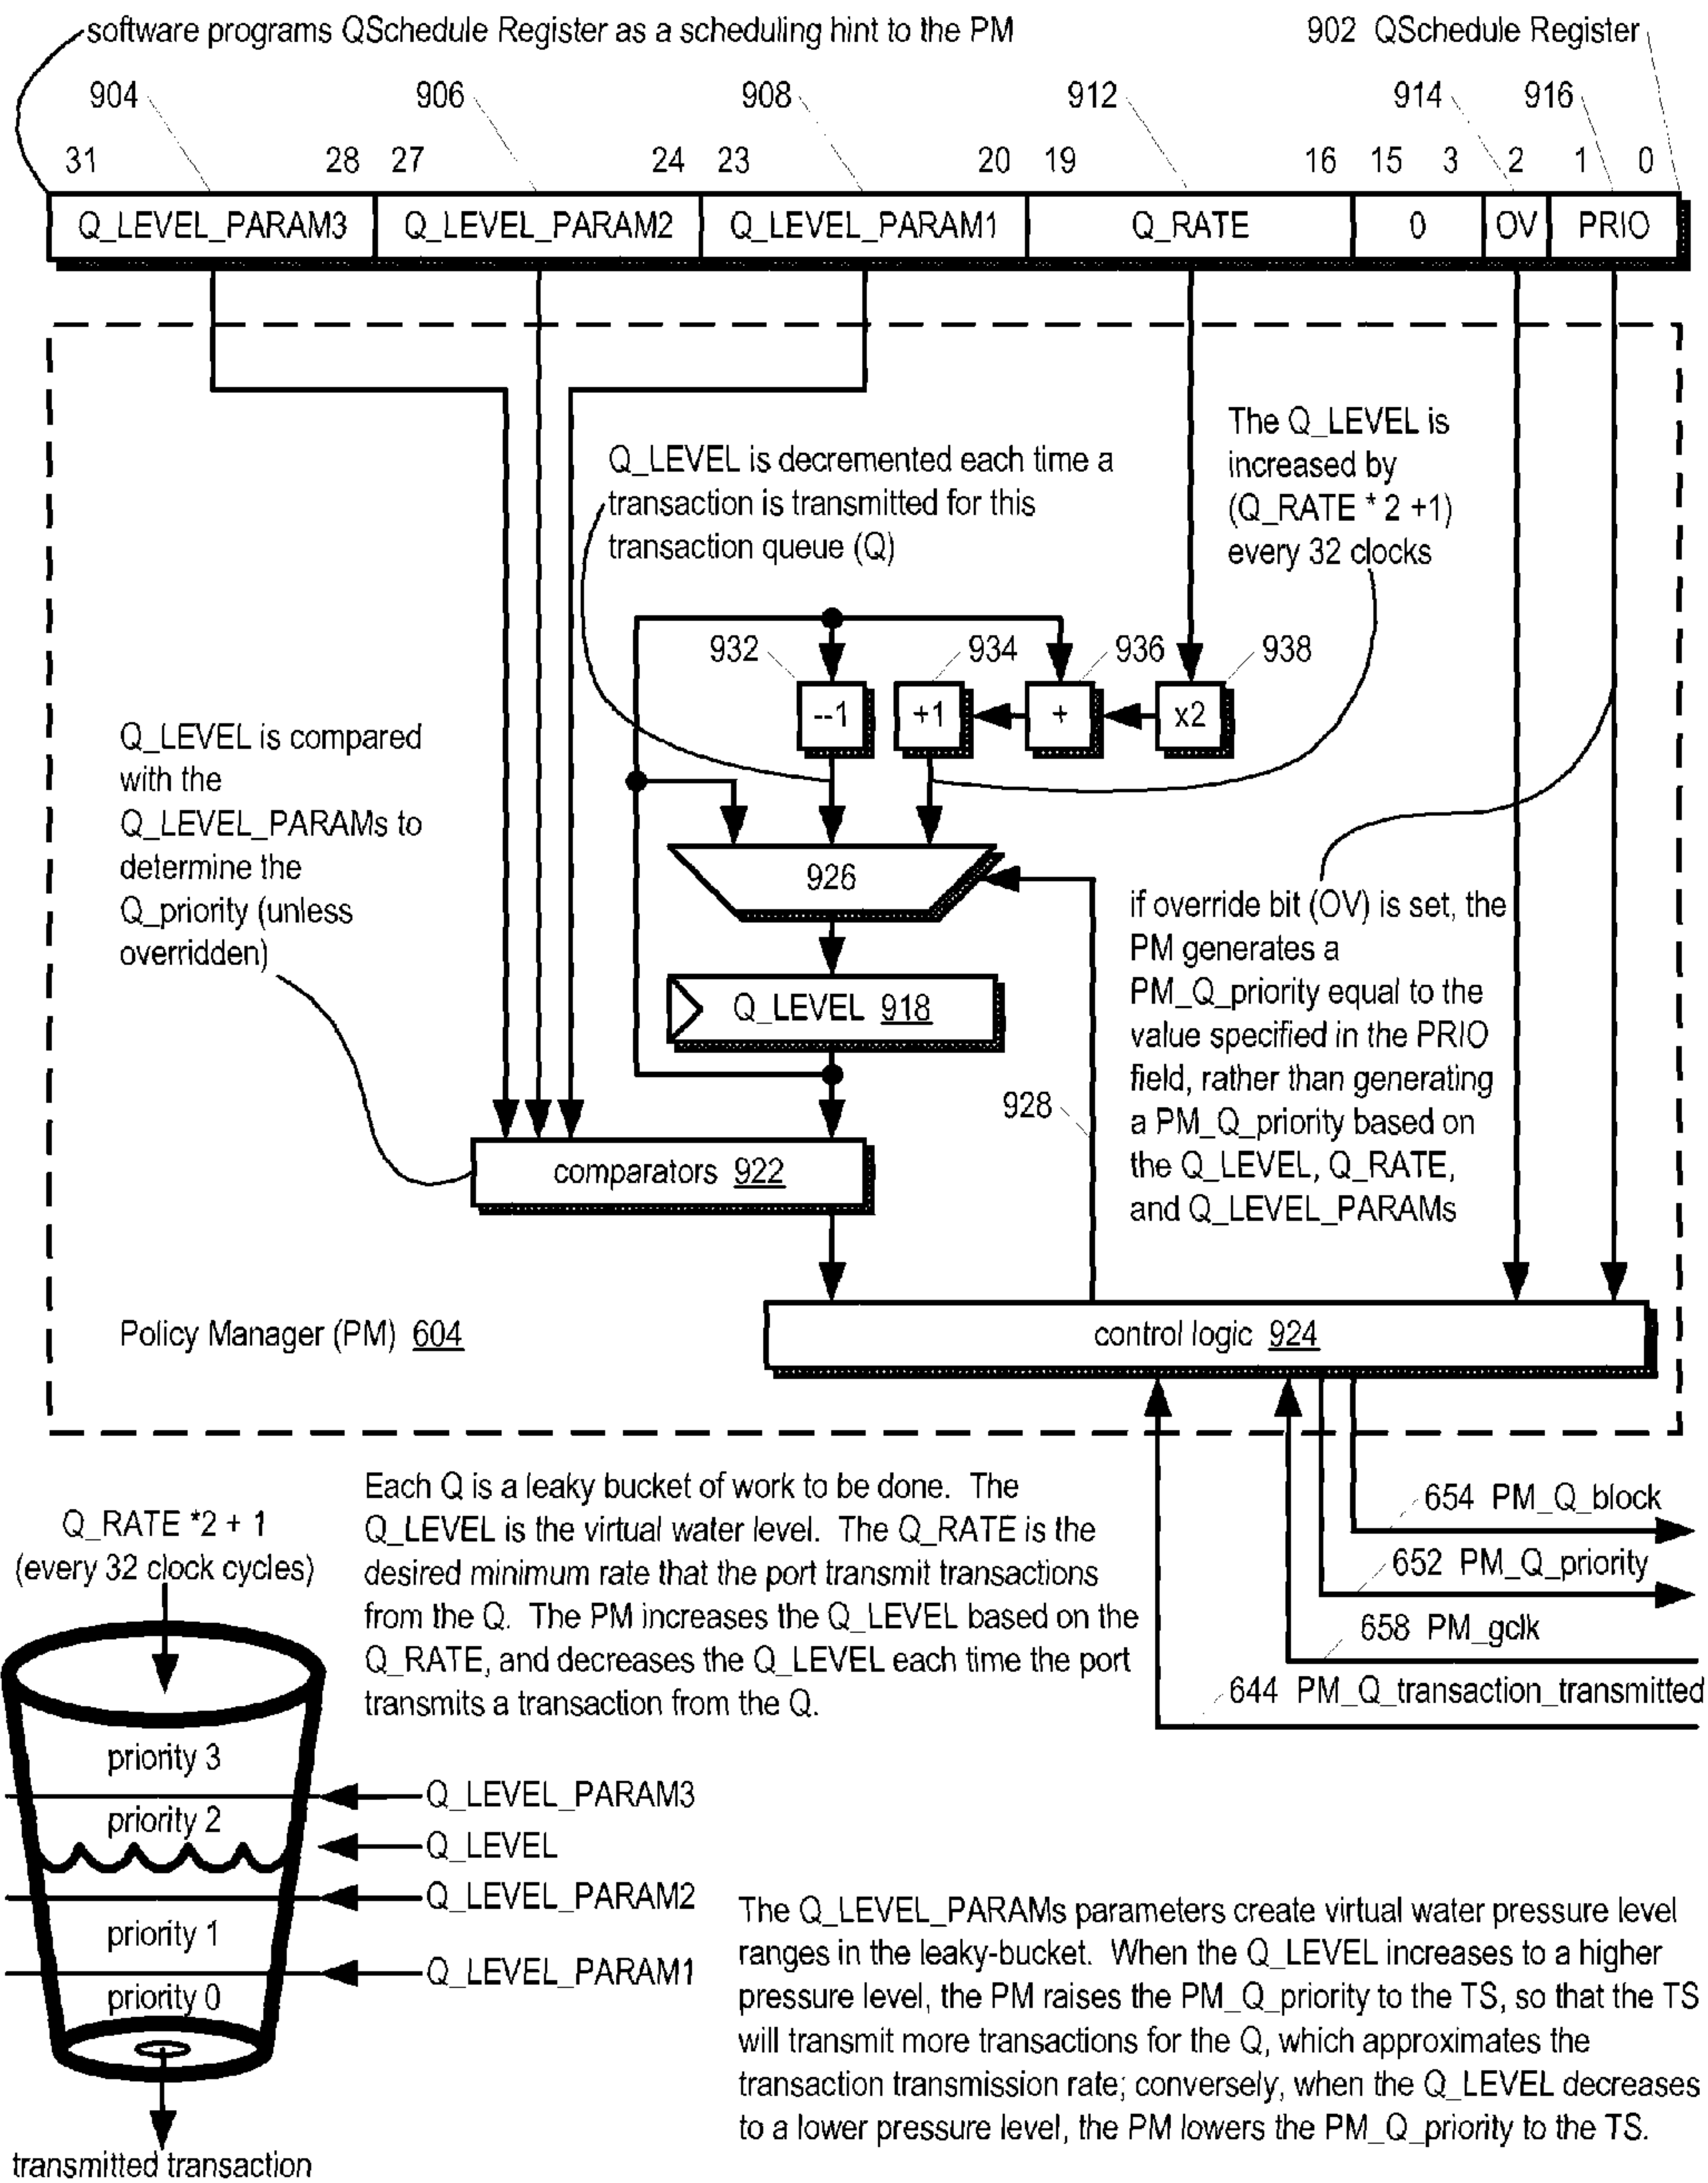 software programs QSchedule Register as a scheduling hint to the PM
902 QSchedule Register
904
906
908
912
914
916
31 28 27 24 23 20 19 16 15 3 2 1 0
Q_LEVEL_PARAM3 Q_LEVEL_PARAM2 Q_LEVEL_PARAM1 Q_RATE 0 OV PRIO
Q_LEVEL is decremented each time a
transaction is transmitted for this
transaction queue (Q)
The Q_LEVEL is
increased by
(Q_RATE * 2 +1)
every 32 clocks
932
934
936
938
--1
+1
+
x2
Q_LEVEL is compared
with the
Q_LEVEL_PARAMs to
determine the
Q_priority (unless
overridden)
926
Q_LEVEL 918
928
comparators 922
if override bit (OV) is set, the
PM generates a
PM_Q_priority equal to the
value specified in the PRIO
field, rather than generating
a PM_Q_priority based on
the Q_LEVEL, Q_RATE,
and Q_LEVEL_PARAMs
Policy Manager (PM) 604
control logic 924
654 PM_Q_block
652 PM_Q_priority
658 PM_gclk
644 PM_Q_transaction_transmitted
Each Q is a leaky bucket of work to be done. The
Q_LEVEL is the virtual water level. The Q_RATE is the
desired minimum rate that the port transmit transactions
from the Q. The PM increases the Q_LEVEL based on the
Q_RATE, and decreases the Q_LEVEL each time the port
transmits a transaction from the Q.
Q_RATE *2 + 1
(every 32 clock cycles)
priority 3
Q_LEVEL_PARAM3
priority 2
Q_LEVEL
Q_LEVEL_PARAM2
priority 1
Q_LEVEL_PARAM1
priority 0
transmitted transaction
The Q_LEVEL_PARAMs parameters create virtual water pressure level
ranges in the leaky-bucket. When the Q_LEVEL increases to a higher
pressure level, the PM raises the PM_Q_priority to the TS, so that the TS
will transmit more transactions for the Q, which approximates the
transaction transmission rate; conversely, when the Q_LEVEL decreases
to a lower pressure level, the PM lowers the PM_Q_priority to the TS.